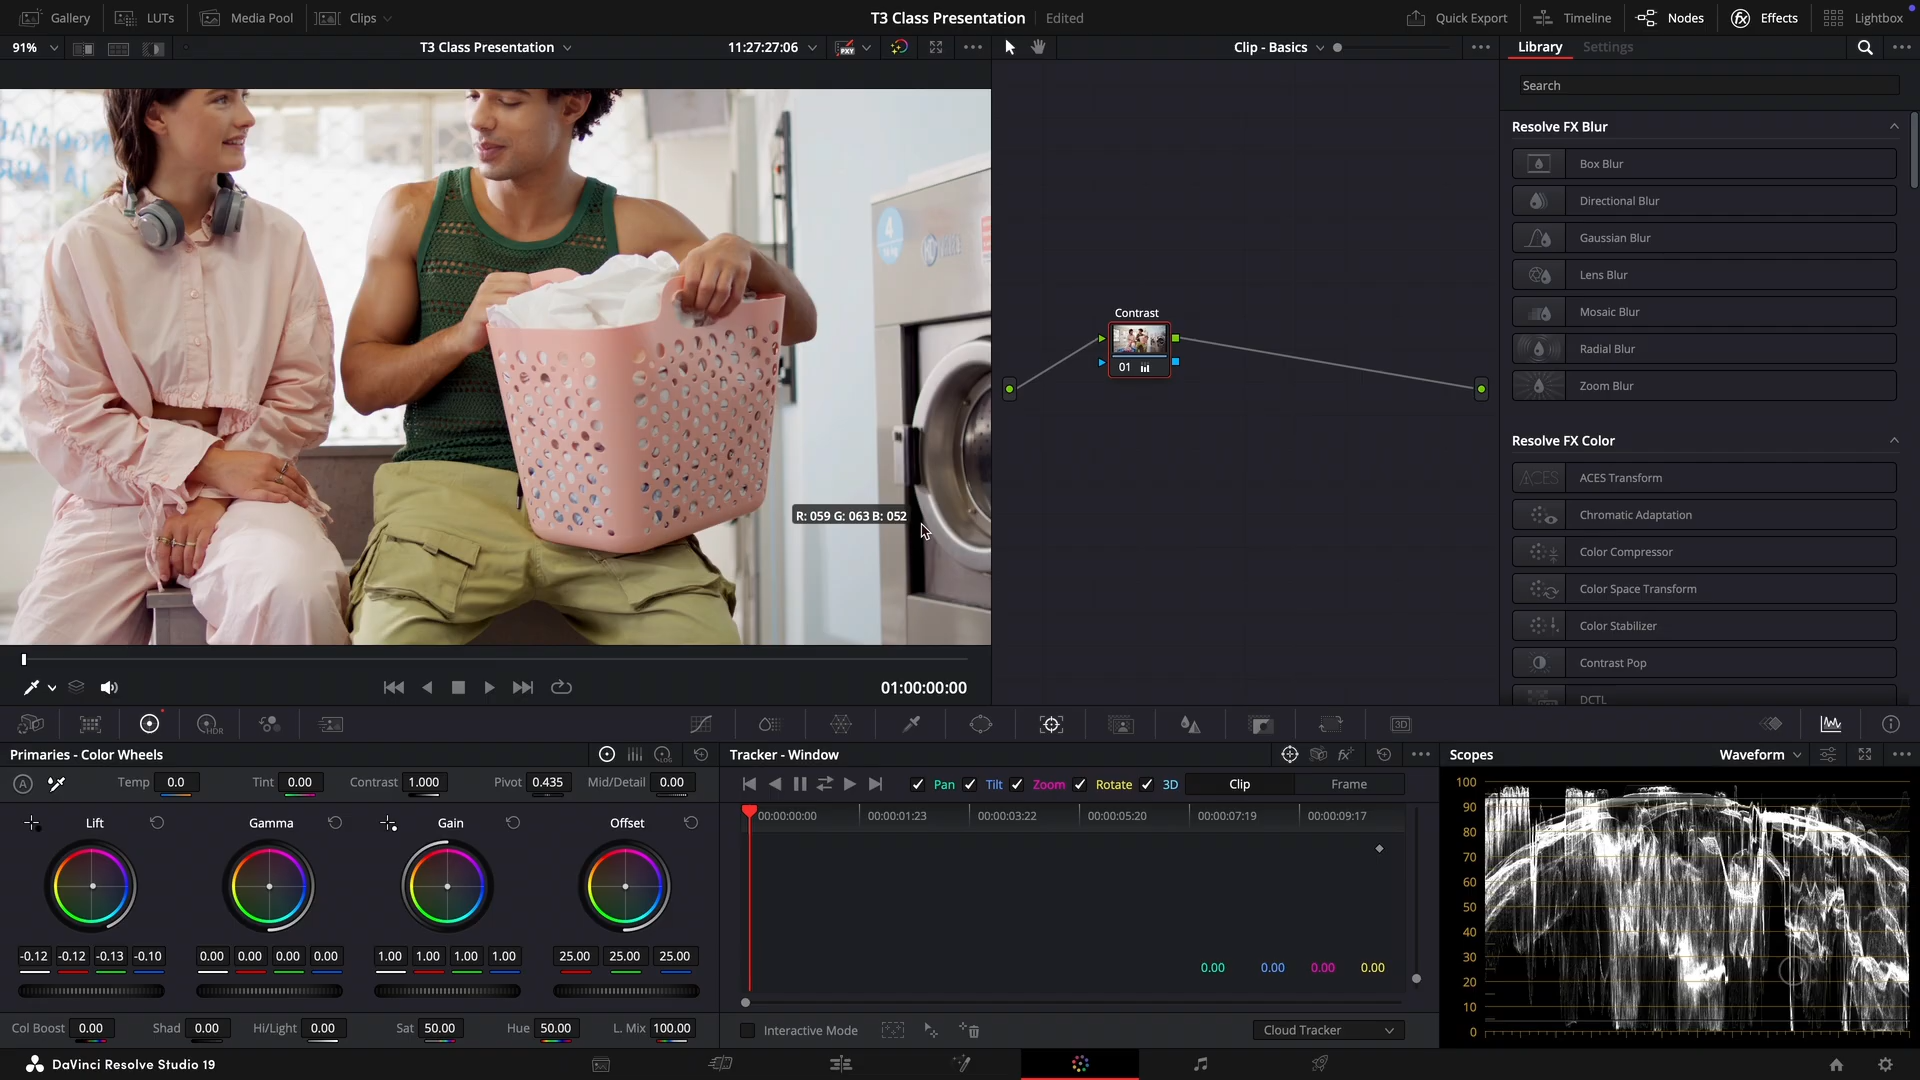 Gallery
LUTs
Media Pool
Clips
T3 Class Presentation
Edited
Quick Export
Timeline
Nodes
Effects
Lightbox
91%
T3 Class Presentation
11:27:27:06
PXY
Clip - Basics
Library
Settings
Search
Resolve FX Blur
Box Blur
Directional Blur
Gaussian Blur
Lens Blur
Mosaic Blur
Radial Blur
Zoom Blur
Resolve FX Color
ACES Transform
Chromatic Adaptation
Color Compressor
Color Space Transform
Color Stabilizer
Contrast Pop
DCTL
4
Contrast
01
R: 059 G: 063 B: 052
01:00:00:00
HDR
3D
Primaries - Color Wheels
LOG
Temp 0.0
Tint 0.00
Contrast 1.000
Pivot 0.435
Mid/Detail 0.00
Lift
Gamma
Gain
Offset
-0.12 -0.12 -0.13 -0.10
0.00 0.00 0.00 0.00
1.00 1.00 1.00 1.00
25.00 25.00 25.00
Col Boost 0.00
Shad 0.00
Hi/Light 0.00
Sat 50.00
Hue 50.00
L. Mix 100.00
Tracker - Window
Pan
Tilt
Zoom
Rotate
3D
Clip
Frame
00:00:00:00
00:00:01:23
00:00:03:22
00:00:05:20
00:00:07:19
00:00:09:17
0.00 0.00 0.00 0.00
Interactive Mode
Cloud Tracker
Scopes
Waveform
100
90
80
70
60
50
40
30
20
10
0
DaVinci Resolve Studio 19